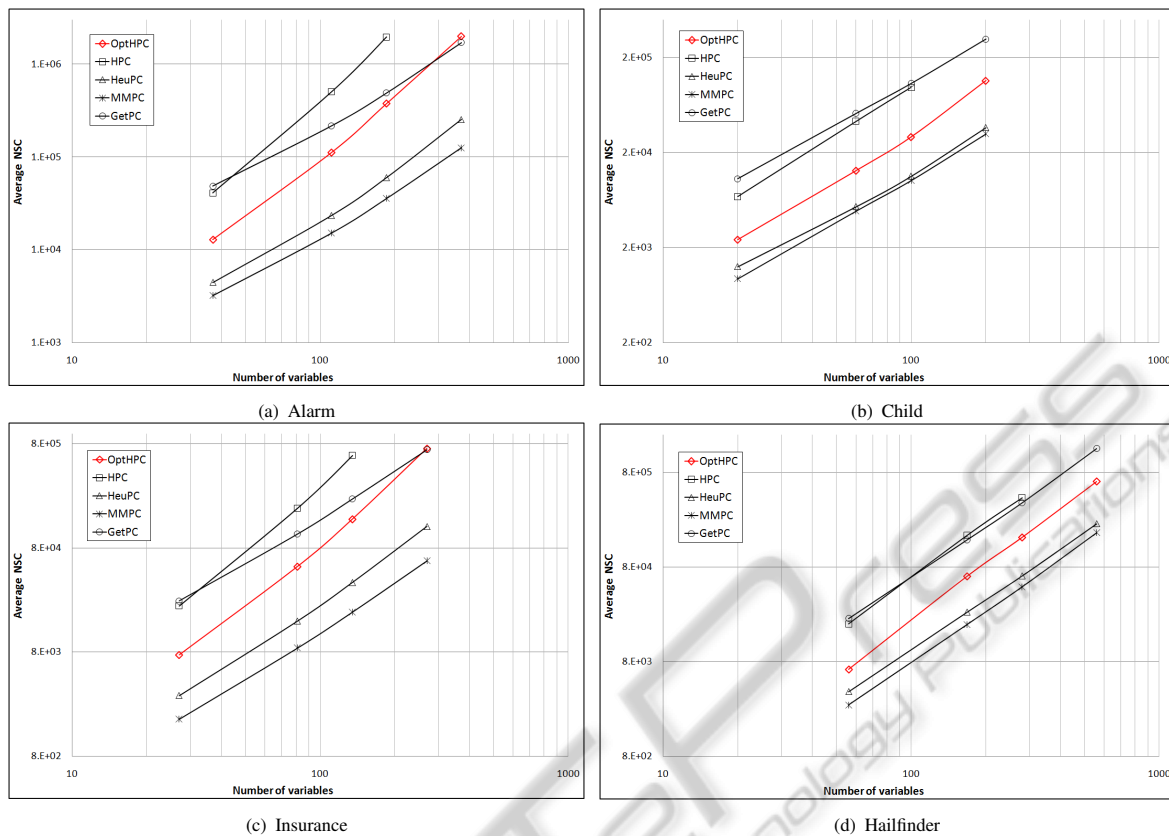 1.E+06
1.E+05
1.E+04
1.E+03
Average NSC
OptHPC
HPC
HeuPC
MMPC
GetPC
10
100
1000
Number of variables
(a) Alarm
2.E+05
2.E+04
2.E+03
2.E+02
Average NSC
OptHPC
HPC
HeuPC
MMPC
GetPC
10
100
1000
Number of variables
(b) Child
8.E+05
8.E+04
8.E+03
8.E+02
Average NSC
OptHPC
HPC
HeuPC
MMPC
GetPC
10
100
1000
Number of variables
(c) Insurance
8.E+05
8.E+04
8.E+03
8.E+02
Average NSC
OptHPC
HPC
HeuPC
MMPC
GetPC
10
100
1000
Number of variables
(d) Hailfinder
Press
nology Publications